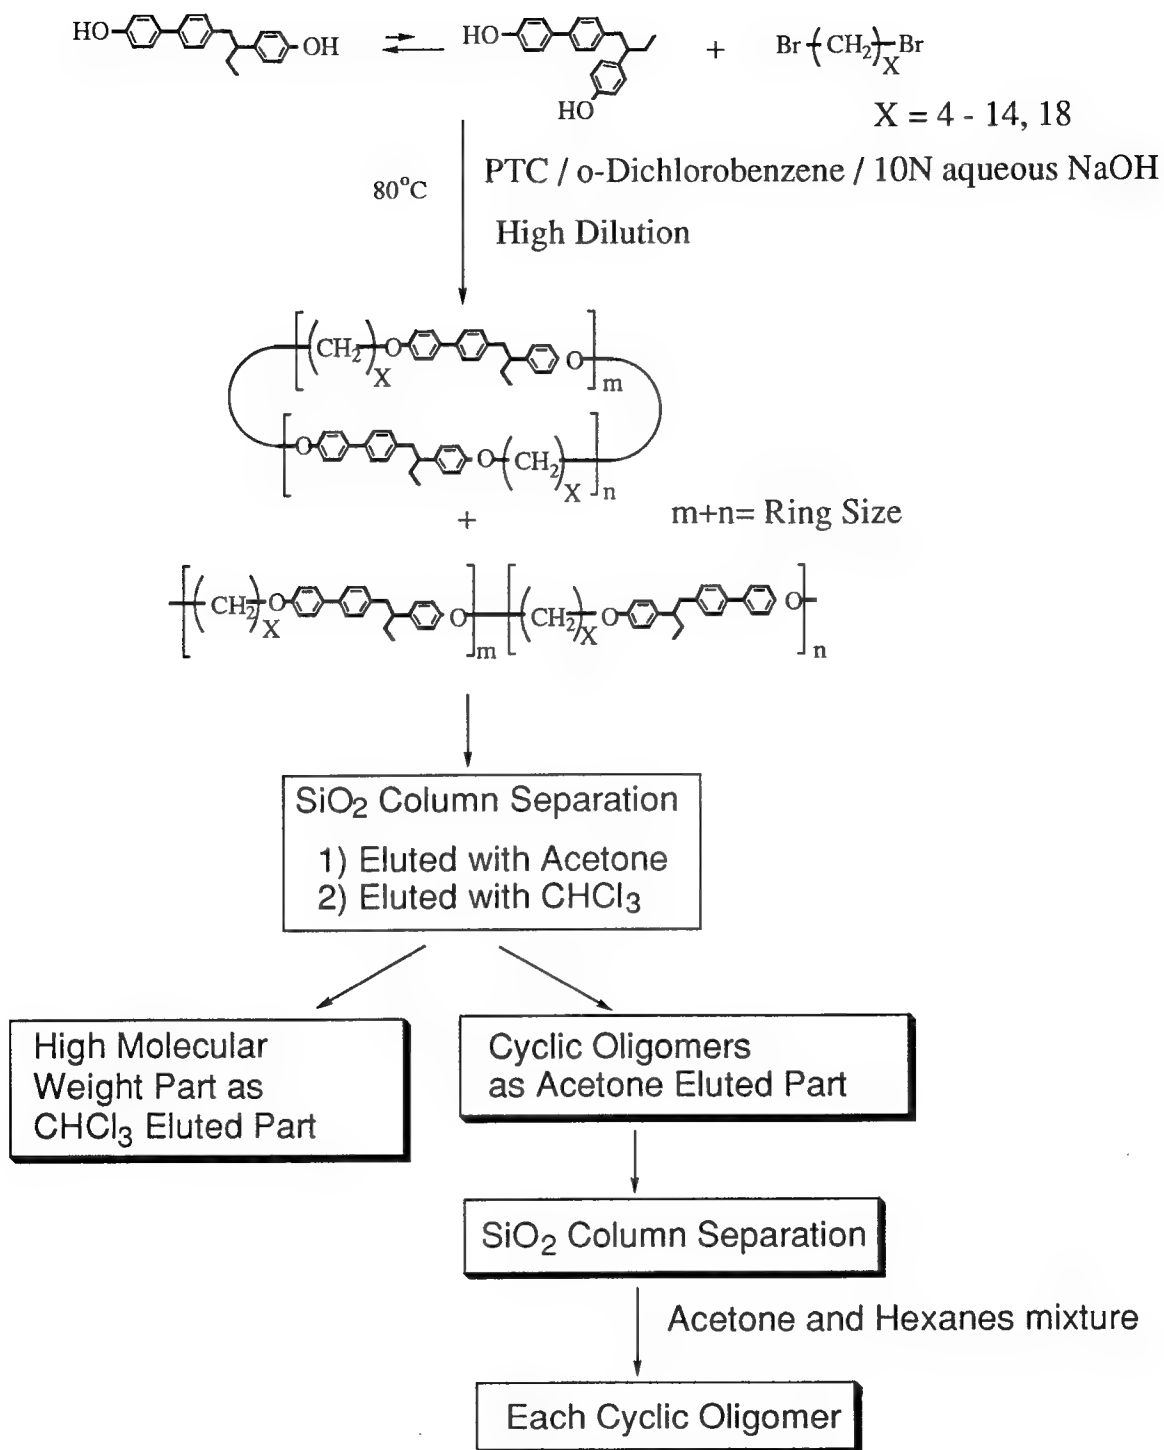 HO OH HO HO + Br (CH2)X Br
X = 4 - 14, 18
80°C PTC / o-Dichlorobenzene / 10N aqueous NaOH
High Dilution
[(CH2)X O O]m
[O O (CH2)X]n
+ m+n= Ring Size
[(CH2)X O O]m [(CH2)X O O]n
SiO2 Column Separation
1) Eluted with Acetone
2) Eluted with CHCl3
High Molecular
Weight Part as
CHCl3 Eluted Part
Cyclic Oligomers
as Acetone Eluted Part
SiO2 Column Separation
Acetone and Hexanes mixture
Each Cyclic Oligomer